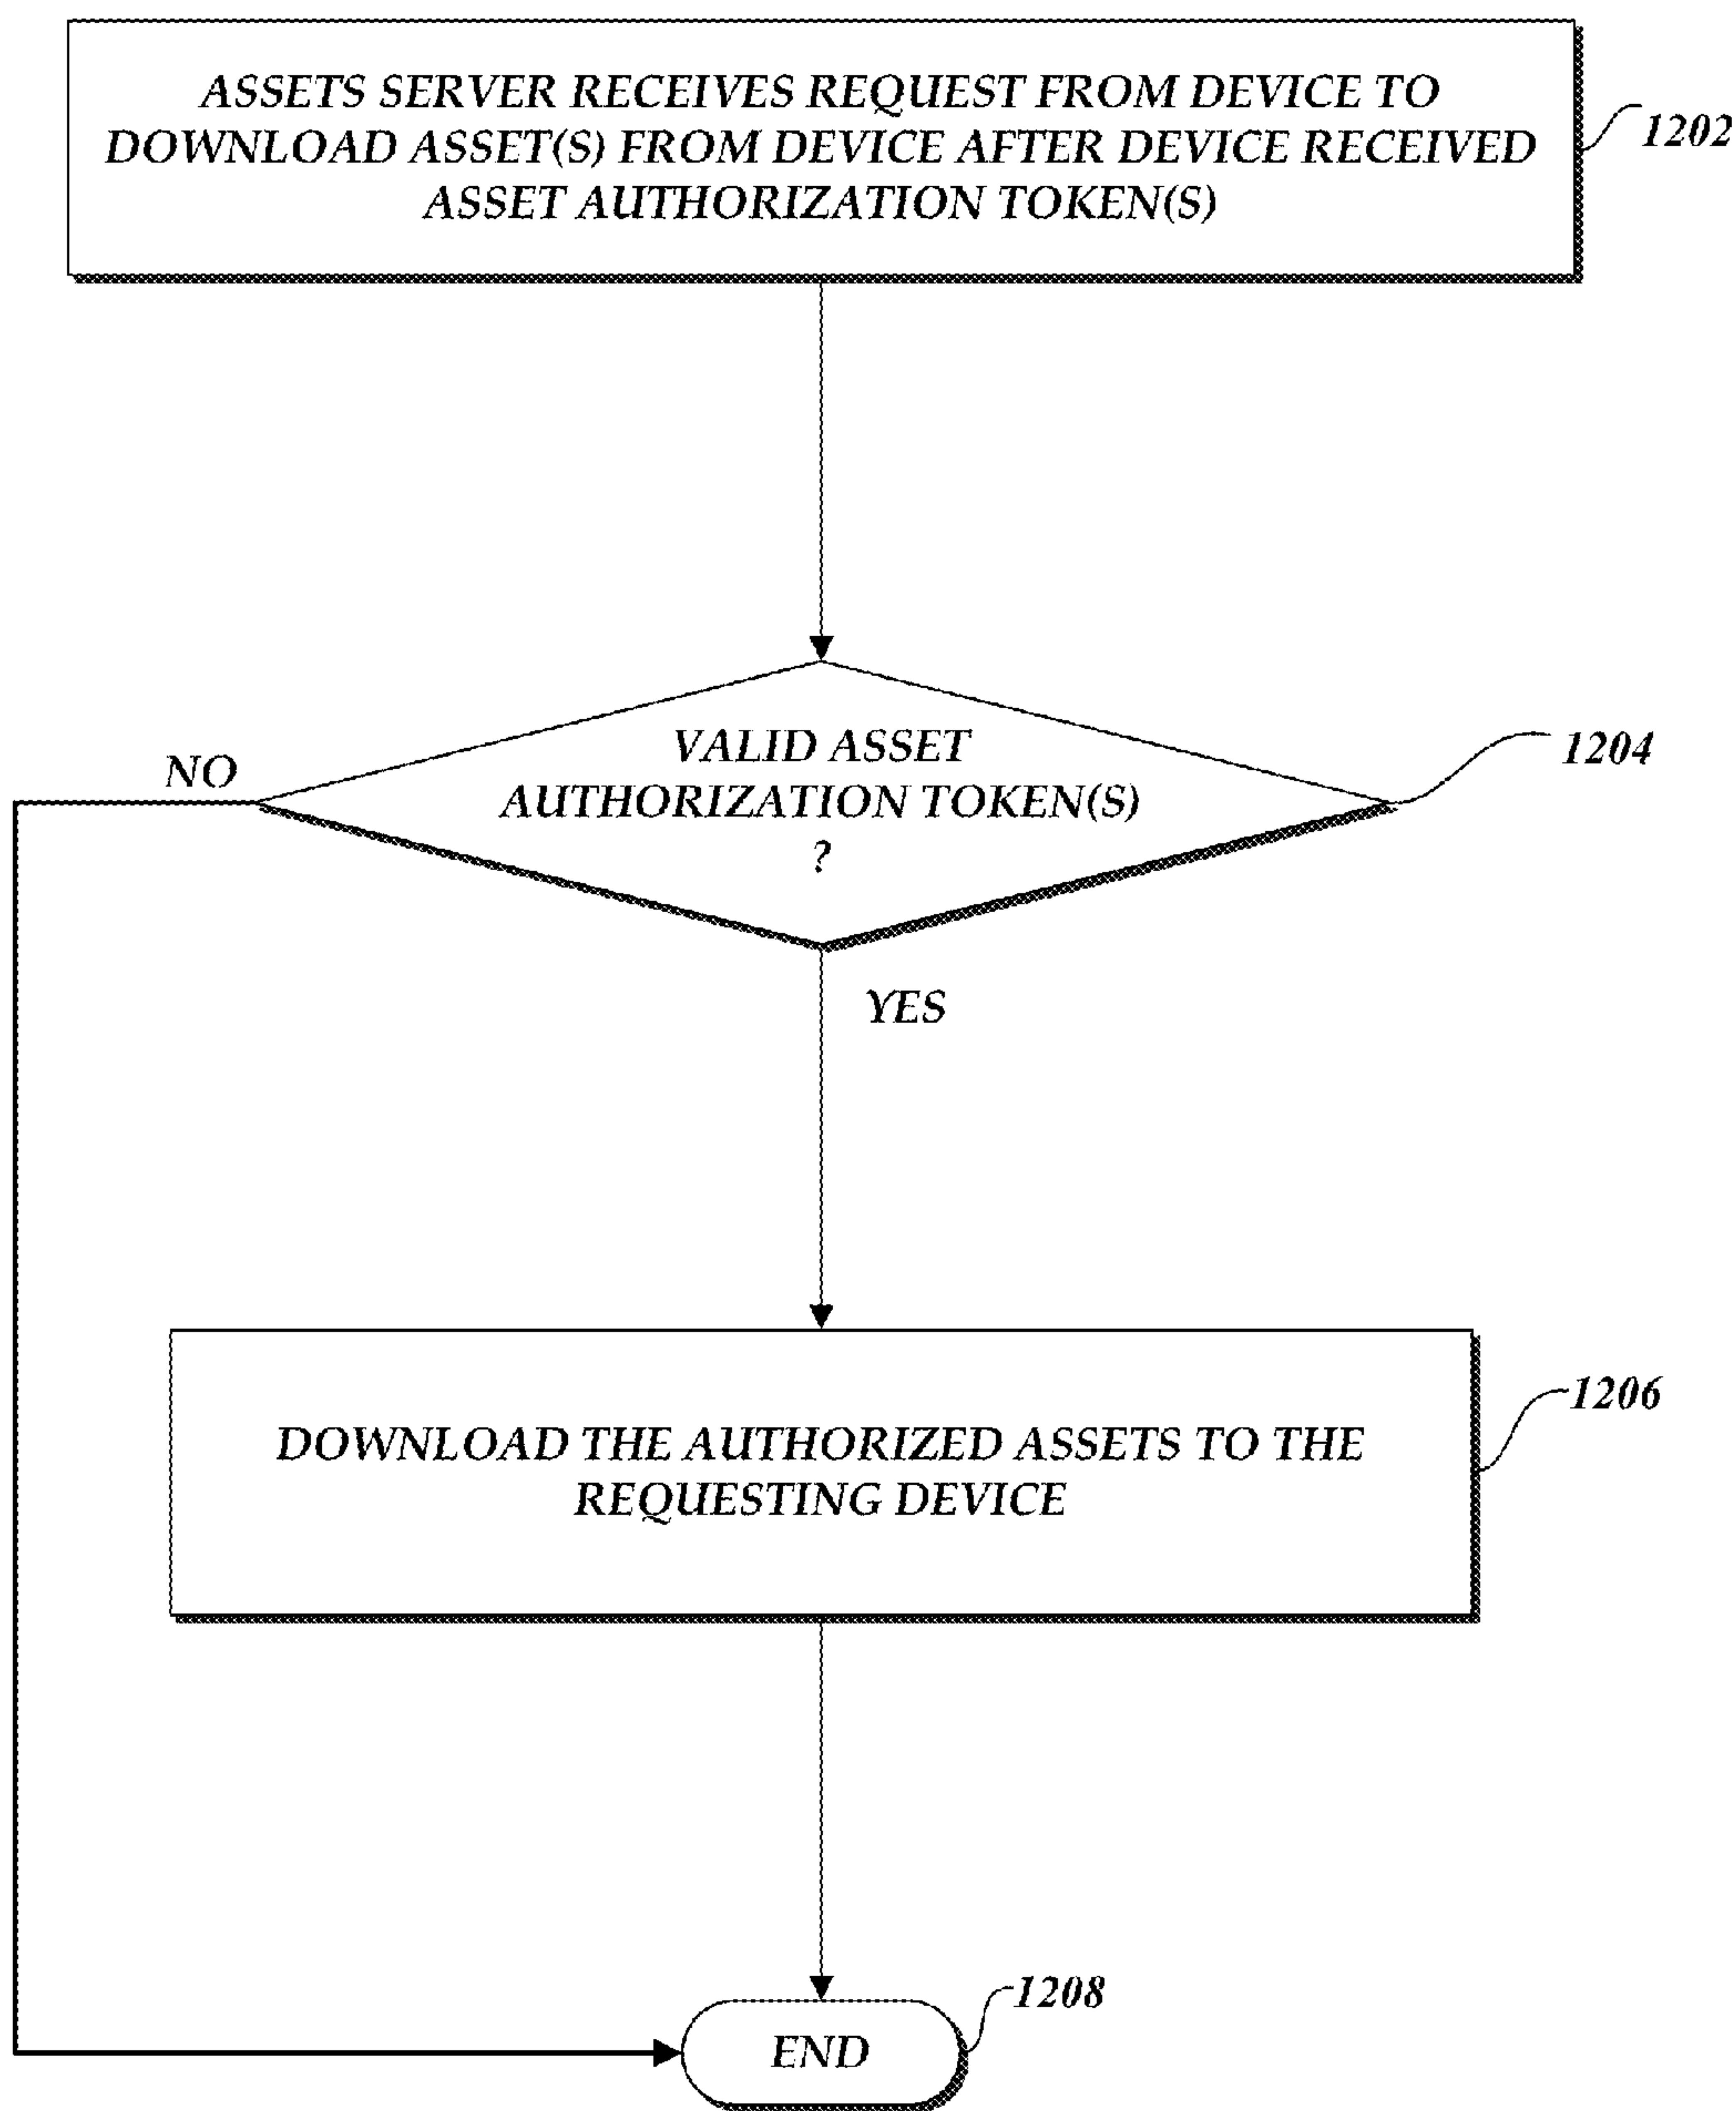 ASSETS SERVER RECEIVES REQUEST FROM DEVICE TO
DOWNLOAD ASSET(S) FROM DEVICE AFTER DEVICE RECEIVED
ASSET AUTHORIZATION TOKEN(S)
1202
VALID ASSET
AUTHORIZATION TOKEN(S)
?
1204
NO
YES
DOWNLOAD THE AUTHORIZED ASSETS TO THE
REQUESTING DEVICE
1206
END
1208